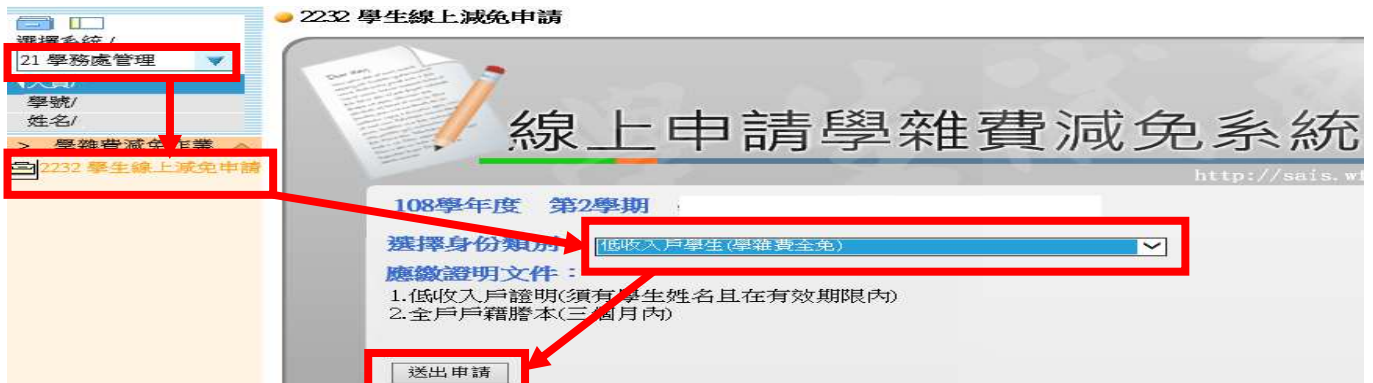 2232 學生線上減免申請
選擇系統 /
21 學務處管理
學號/
姓名/
> 學雜費減免作業
2232 學生線上減免申請
線上申請學雜費減免系統
http://sais.w
108學年度 第2學期
選擇身份類別
低收入戶學生(學雜費全免)
應繳證明文件：
1.低收入戶證明(須有學生姓名且在有效期限內)
2.全戶戶籍謄本(三個月內)
送出申請